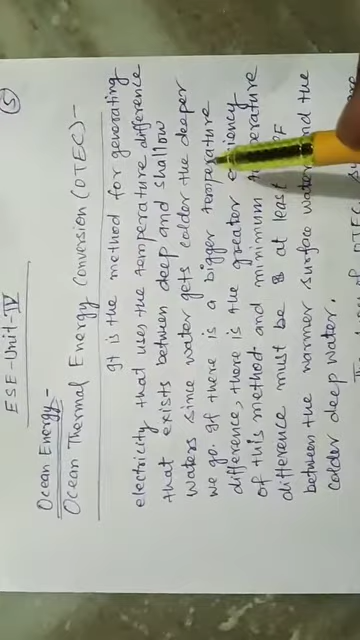 (5)
ESE-Unit-IV
Ocean Energy-
Ocean Thermal Energy Conversion (OTEC)-
It is the method for generating
electricity that uses the temperature difference
that exists between deep and shallow
waters since water gets colder the deeper
we go. If there is a bigger temperature
difference, there is the greater
of this method and minimum
difference must be at least
between the warmer surface water and the
colder deep water.
of OTEC